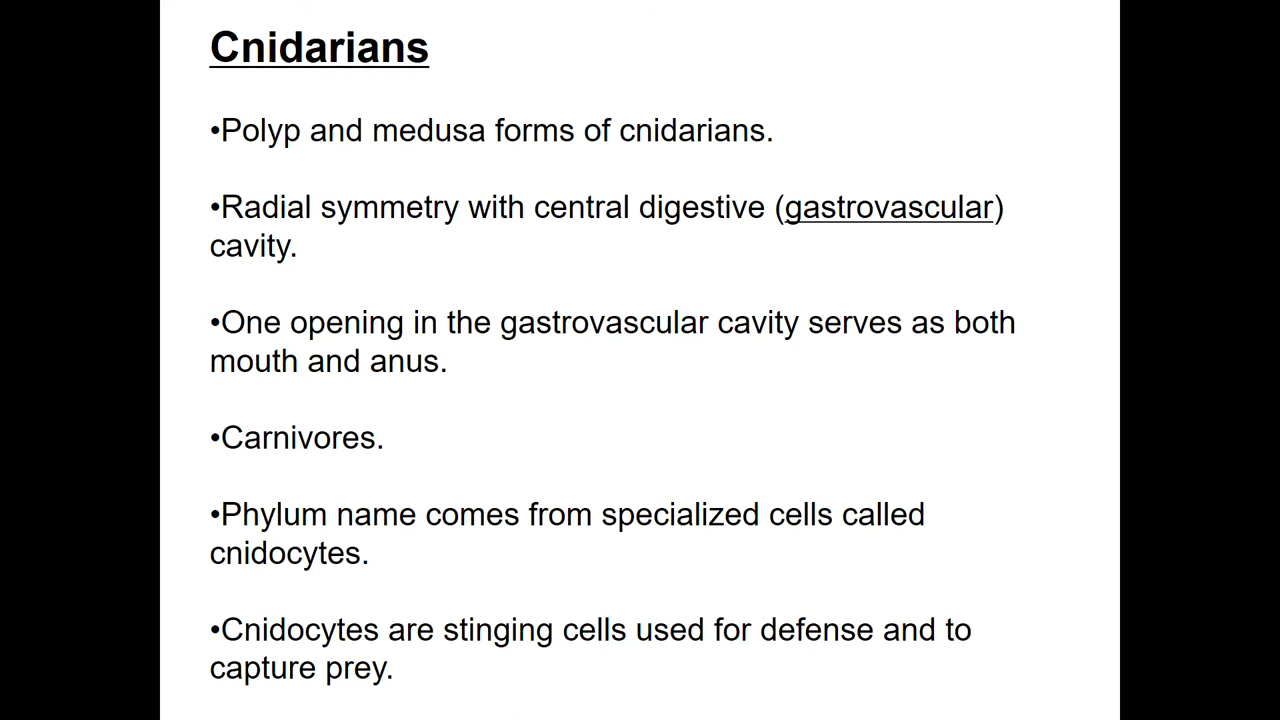 Cnidarians
•Polyp and medusa forms of cnidarians.
•Radial symmetry with central digestive (gastrovascular)
cavity.
•One opening in the gastrovascular cavity serves as both
mouth and anus.
•Carnivores.
•Phylum name comes from specialized cells called
cnidocytes.
•Cnidocytes are stinging cells used for defense and to
capture prey.